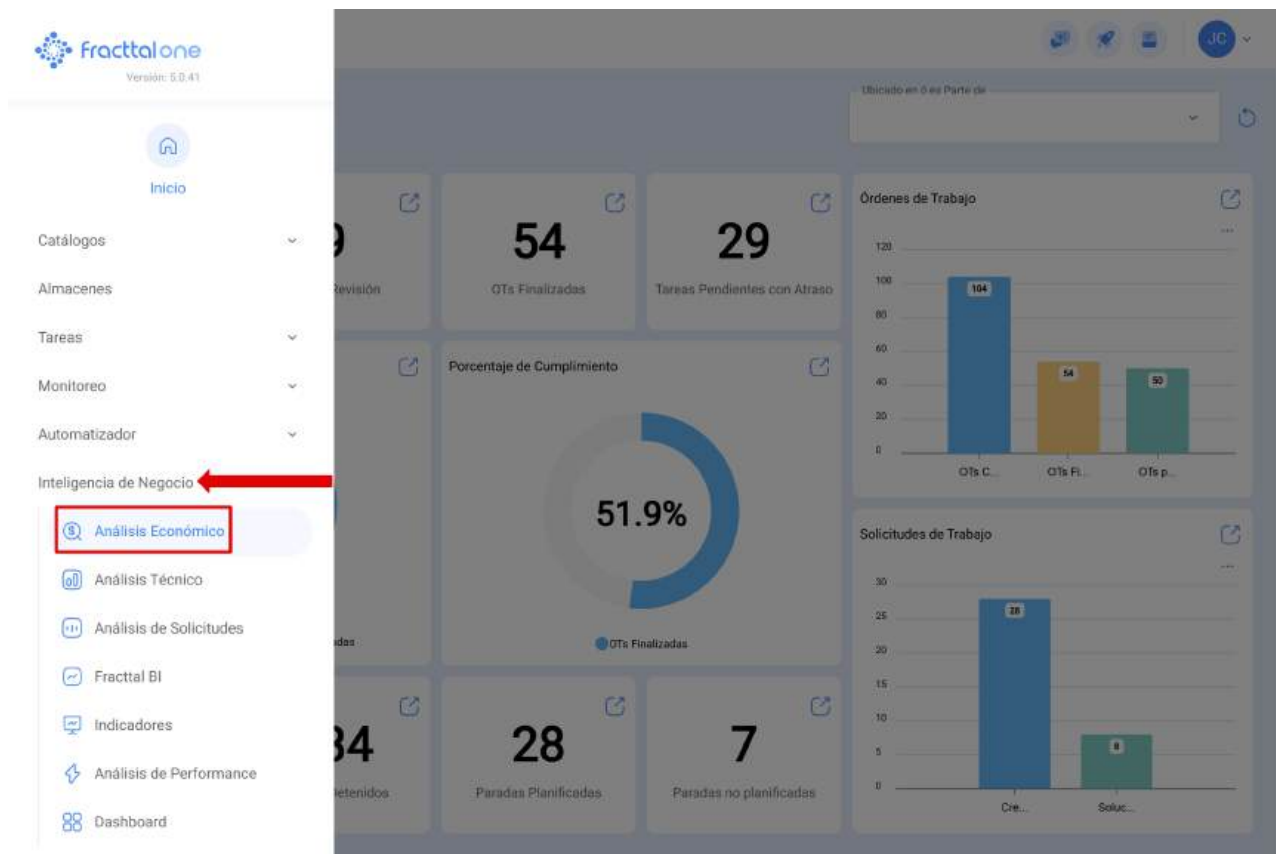 fracttal one
Versión: 5.0.41
Inicio
Catálogos
Almacenes
Tareas
Monitoreo
Automatizador
Inteligencia de Negocio
Análisis Económico
Análisis Técnico
Análisis de Solicitudes
Fracttal BI
Indicadores
Análisis de Performance
Dashboard
JC
Ubicado en ó es Parte de
9
Revisión
54
OTs Finalizadas
29
Tareas Pendientes con Atraso
Órdenes de Trabajo
...
120
100
80
60
40
20
0
104
54
50
OTs C...
OTs Fi...
OTs p...
Porcentaje de Cumplimiento
51.9%
OTs Finalizadas
Solicitudes de Trabajo
...
30
25
20
15
10
5
0
28
8
Cre...
Soluc...
34
28
Paradas Planificadas
7
Paradas no planificadas